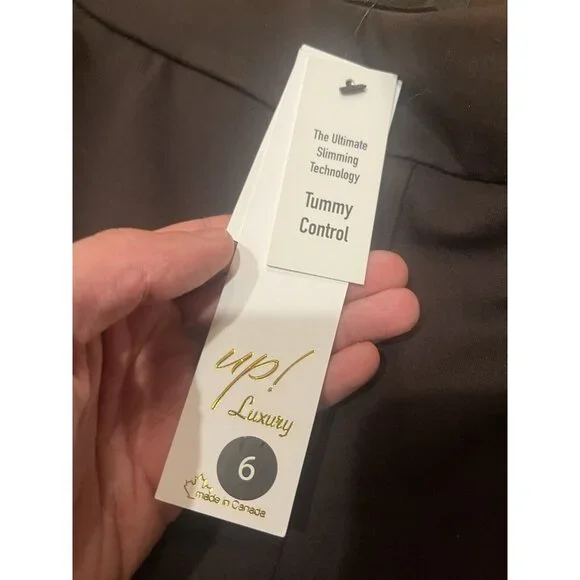 The Ultimate
Slimming
Technology
Tummy
Control
up!
Luxury
6
made in Canada